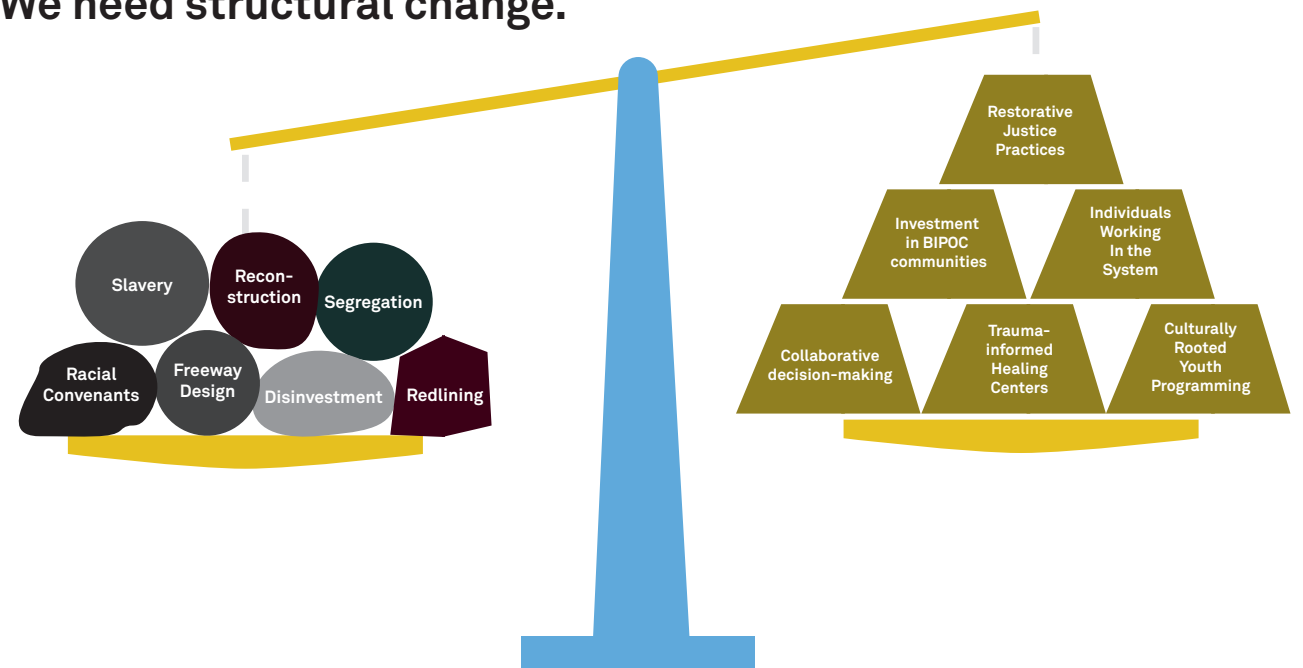 We need structural change.
Slavery
Recon-
struction
Segregation
Racial
Convenants
Freeway
Design
Disinvestment
Redlining
Restorative
Justice
Practices
Investment
in BIPOC
communities
Individuals
Working
In the
System
Collaborative
decision-making
Trauma-
informed
Healing
Centers
Culturally
Rooted
Youth
Programming